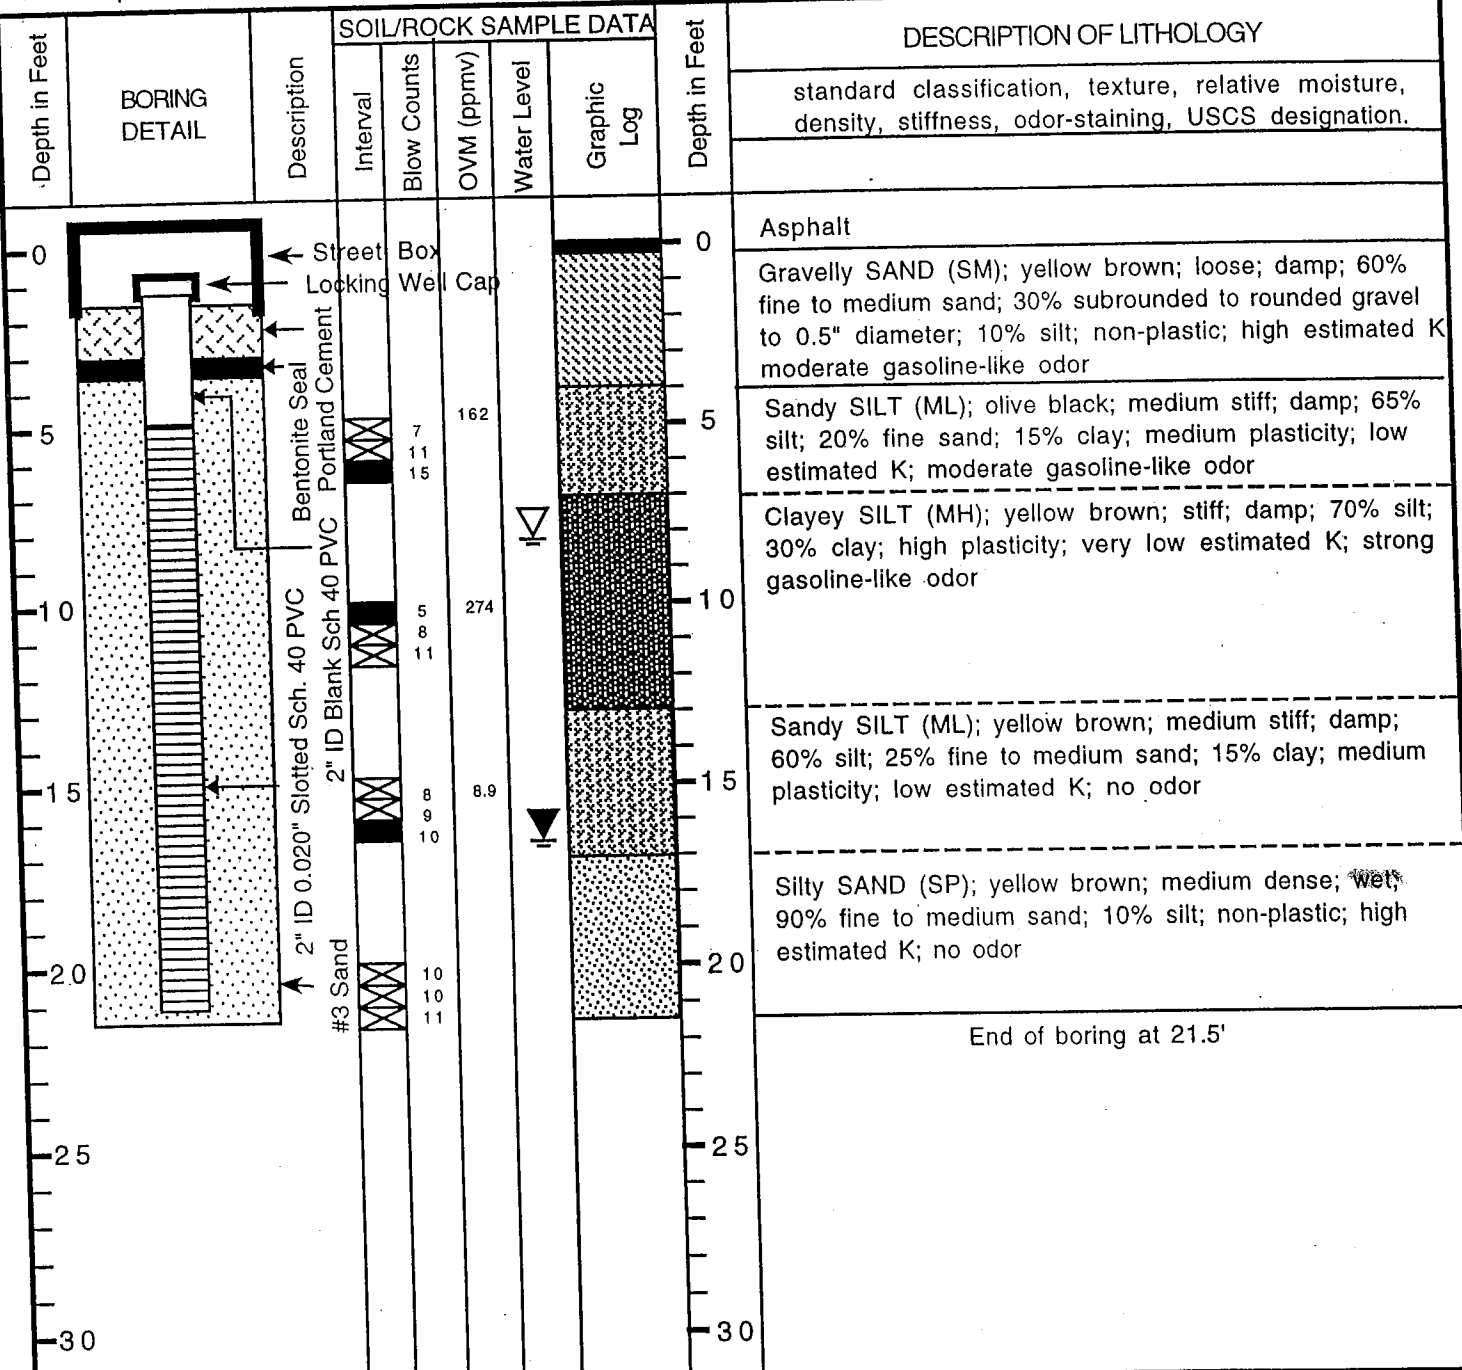 SOIL/ROCK SAMPLE DATA
Depth in Feet
BORING
DETAIL
Description
Interval
Blow Counts
OVM (ppmv)
Water Level
Graphic
Log
Depth in Feet
DESCRIPTION OF LITHOLOGY
standard classification, texture, relative moisture,
density, stiffness, odor-staining, USCS designation.
0
5
10
15
20
25
30
Street Box
Locking Well Cap
Portland Cement
Bentonite Seal
2" ID Blank Sch 40 PVC
2" ID 0.020" Slotted Sch. 40 PVC
#3 Sand
7
11
15
162
5
8
11
274
8
9
10
8.9
10
10
11
0
5
10
15
20
25
30
Asphalt
Gravelly SAND (SM); yellow brown; loose; damp; 60%
fine to medium sand; 30% subrounded to rounded gravel
to 0.5" diameter; 10% silt; non-plastic; high estimated K
moderate gasoline-like odor
Sandy SILT (ML); olive black; medium stiff; damp; 65%
silt; 20% fine sand; 15% clay; medium plasticity; low
estimated K; moderate gasoline-like odor
Clayey SILT (MH); yellow brown; stiff; damp; 70% silt;
30% clay; high plasticity; very low estimated K; strong
gasoline-like odor
Sandy SILT (ML); yellow brown; medium stiff; damp;
60% silt; 25% fine to medium sand; 15% clay; medium
plasticity; low estimated K; no odor
Silty SAND (SP); yellow brown; medium dense; wet;
90% fine to medium sand; 10% silt; non-plastic; high
estimated K; no odor
End of boring at 21.5'